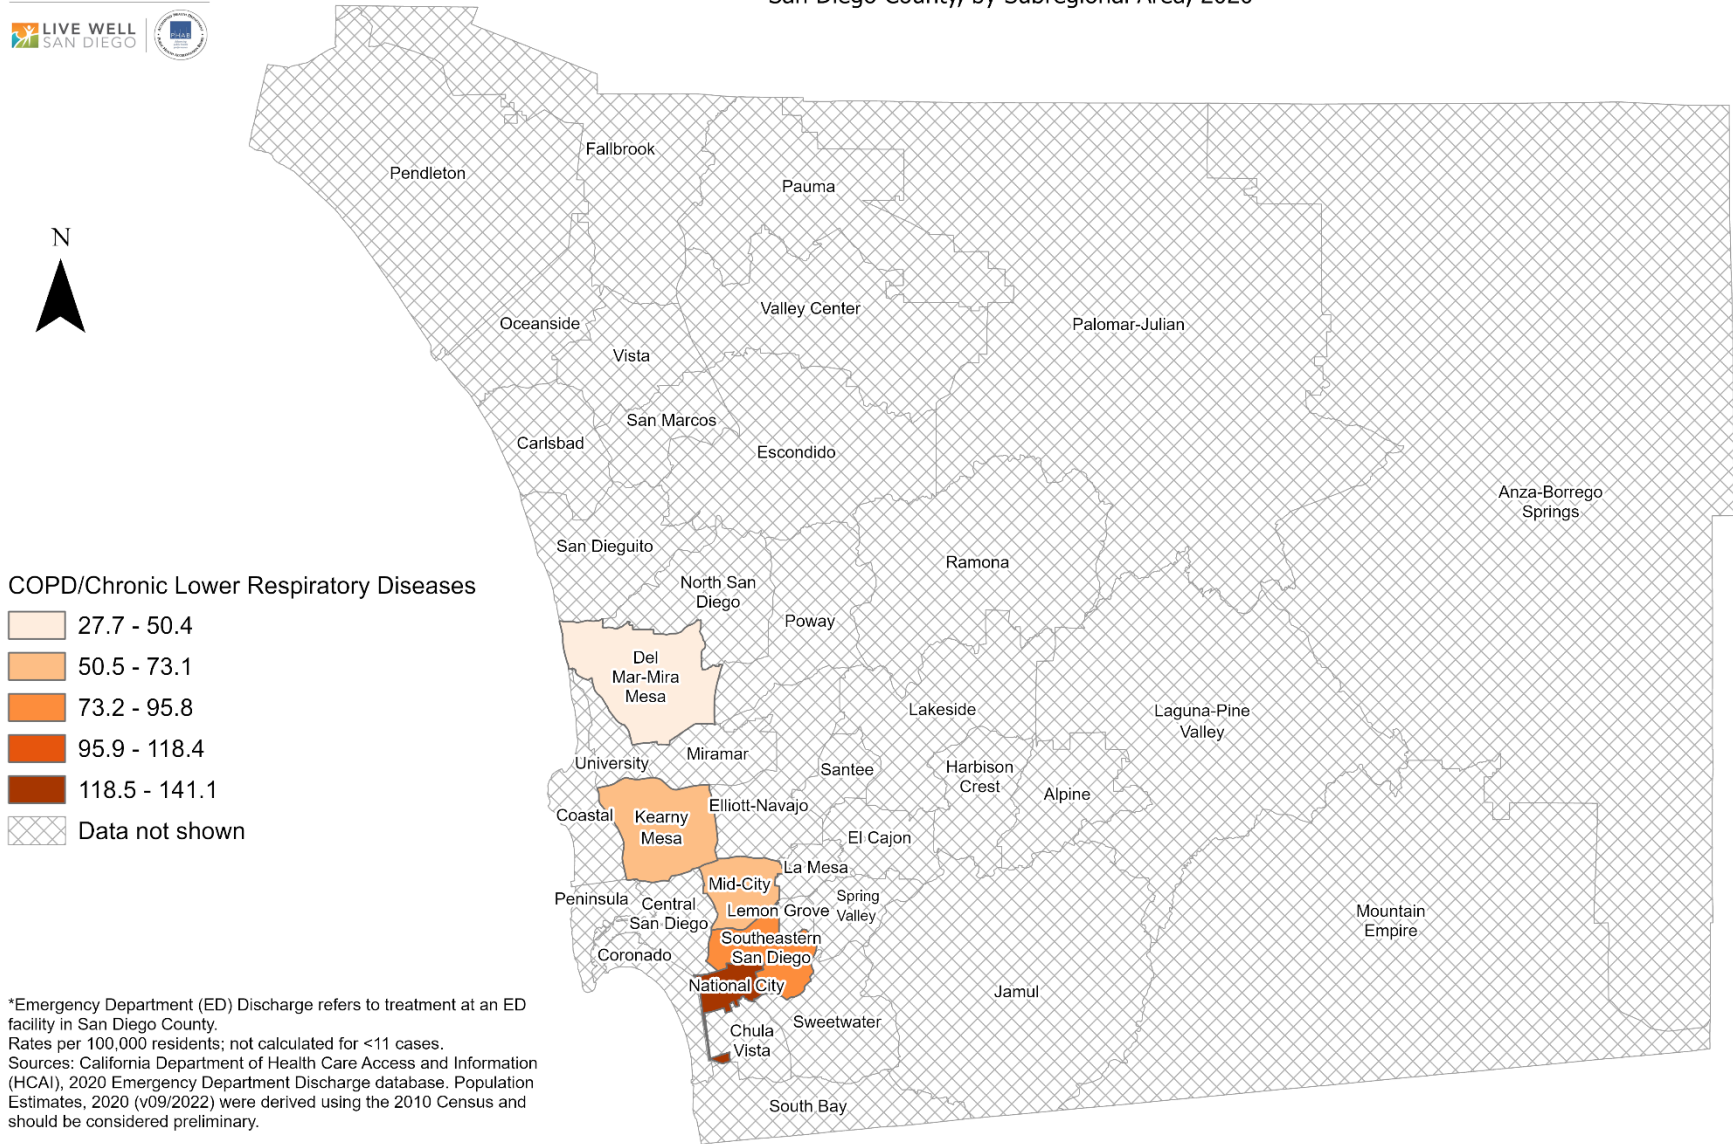 San Diego County, by Subregional Area, 2020
LIVE WELL
SAN DIEGO
PHAB
N
Pendleton
Fallbrook
Pauma
Oceanside
Valley Center
Palomar-Julian
Vista
San Marcos
Carlsbad
Escondido
Anza-Borrego
Springs
San Dieguito
North San
Diego
Ramona
Poway
COPD/Chronic Lower Respiratory Diseases
27.7 - 50.4
50.5 - 73.1
73.2 - 95.8
95.9 - 118.4
118.5 - 141.1
Data not shown
Del
Mar-Mira
Mesa
Lakeside
Laguna-Pine
Valley
Miramar
University
Santee
Harbison
Crest
Alpine
Coastal
Kearny
Mesa
Elliott-Navajo
El Cajon
La Mesa
Mid-City
Peninsula
Central
San Diego
Lemon Grove
Spring
Valley
Mountain
Empire
Southeastern
San Diego
Coronado
National City
Jamul
Chula
Vista
Sweetwater
South Bay
*Emergency Department (ED) Discharge refers to treatment at an ED
facility in San Diego County.
Rates per 100,000 residents; not calculated for <11 cases.
Sources: California Department of Health Care Access and Information
(HCAI), 2020 Emergency Department Discharge database. Population
Estimates, 2020 (v09/2022) were derived using the 2010 Census and
should be considered preliminary.